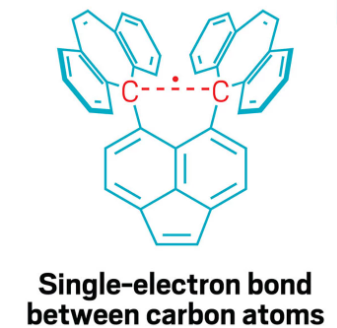 C C
Single-electron bond
between carbon atoms